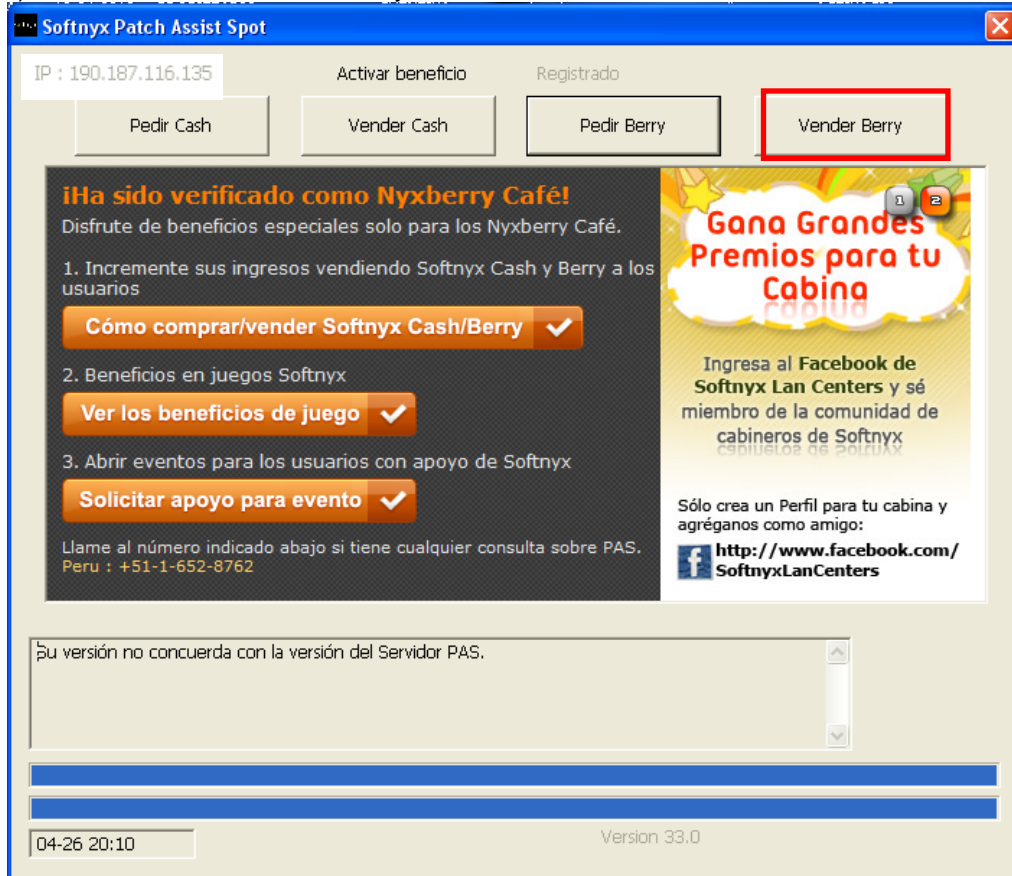 Softnyx Patch Assist Spot
IP : 190.187.116.135
Activar beneficio
Registrado
Pedir Cash
Vender Cash
Pedir Berry
Vender Berry
¡Ha sido verificado como Nyxberry Café!
Disfrute de beneficios especiales solo para los Nyxberry Café.
1. Incremente sus ingresos vendiendo Softnyx Cash y Berry a los
usuarios
Cómo comprar/vender Softnyx Cash/Berry
2. Beneficios en juegos Softnyx
Ver los beneficios de juego
3. Abrir eventos para los usuarios con apoyo de Softnyx
Solicitar apoyo para evento
Llame al número indicado abajo si tiene cualquier consulta sobre PAS.
Peru : +51-1-652-8762
1 2
Gana Grandes
Premios para tu
Cabina
Ingresa al Facebook de
Softnyx Lan Centers y sé
miembro de la comunidad de
cabineros de Softnyx
Sólo crea un Perfil para tu cabina y
agréganos como amigo:
http://www.facebook.com/
SoftnyxLanCenters
Su versión no concuerda con la versión del Servidor PAS.
04-26 20:10
Version 33.0